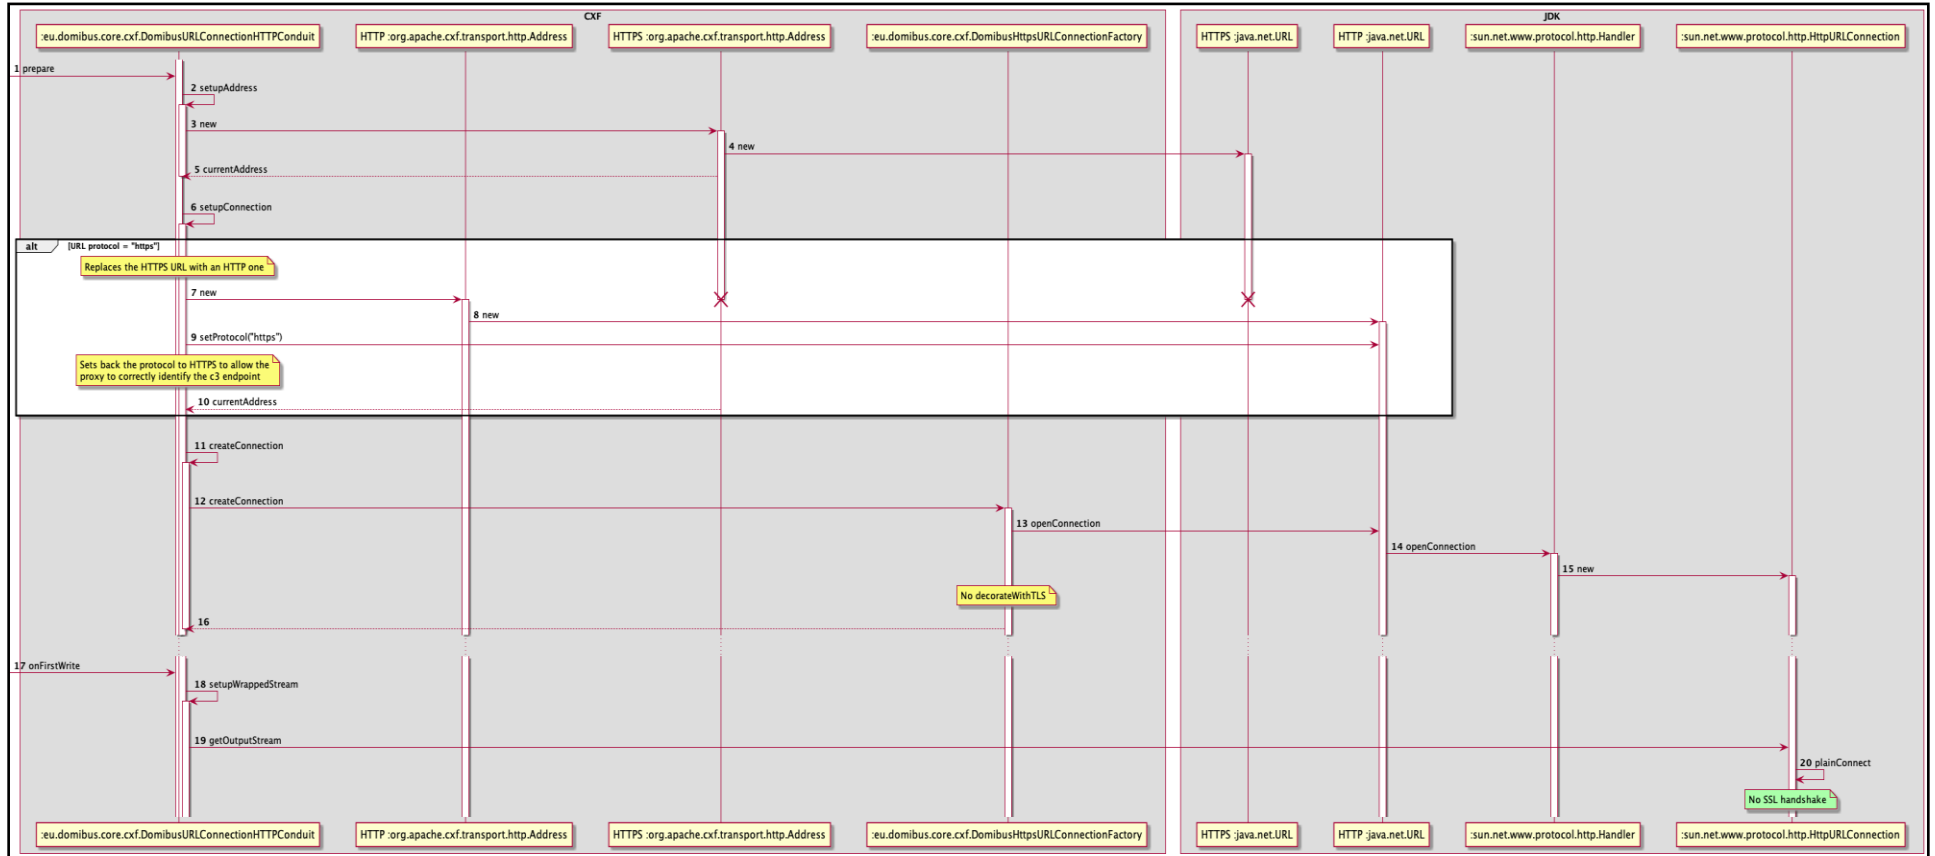 CXF
JDK
:eu.domibus.core.cxf.DomibusURLConnectionHTTPConduit
HTTP :org.apache.cxf.transport.http.Address
HTTPS :org.apache.cxf.transport.http.Address
:eu.domibus.core.cxf.DomibusHttpsURLConnectionFactory
HTTPS :java.net.URL
HTTP :java.net.URL
:sun.net.www.protocol.http.Handler
:sun.net.www.protocol.http.HttpURLConnection
1 prepare
2 setupAddress
3 new
4 new
5 currentAddress
6 setupConnection
alt [URL protocol = "https"]
Replaces the HTTPS URL with an HTTP one
7 new
8 new
9 setProtocol("https")
Sets back the protocol to HTTPS to allow the
proxy to correctly identify the c3 endpoint
10 currentAddress
11 createConnection
12 createConnection
13 openConnection
14 openConnection
15 new
No decorateWithTLS
16
17 onFirstWrite
18 setupWrappedStream
19 getOutputStream
20 plainConnect
No SSL handshake
:eu.domibus.core.cxf.DomibusURLConnectionHTTPConduit
HTTP :org.apache.cxf.transport.http.Address
HTTPS :org.apache.cxf.transport.http.Address
:eu.domibus.core.cxf.DomibusHttpsURLConnectionFactory
HTTPS :java.net.URL
HTTP :java.net.URL
:sun.net.www.protocol.http.Handler
:sun.net.www.protocol.http.HttpURLConnection